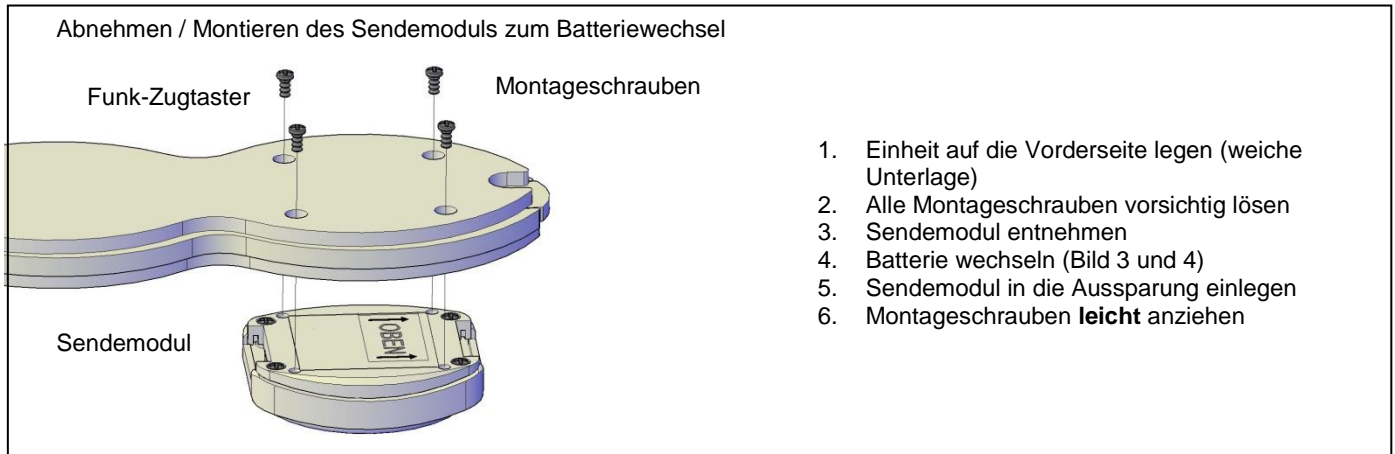 Abnehmen / Montieren des Sendemoduls zum Batteriewechsel
Funk-Zugtaster
Montageschrauben
Sendemodul
OBEN
1. Einheit auf die Vorderseite legen (weiche
Unterlage)
2. Alle Montageschrauben vorsichtig lösen
3. Sendemodul entnehmen
4. Batterie wechseln (Bild 3 und 4)
5. Sendemodul in die Aussparung einlegen
6. Montageschrauben leicht anziehen